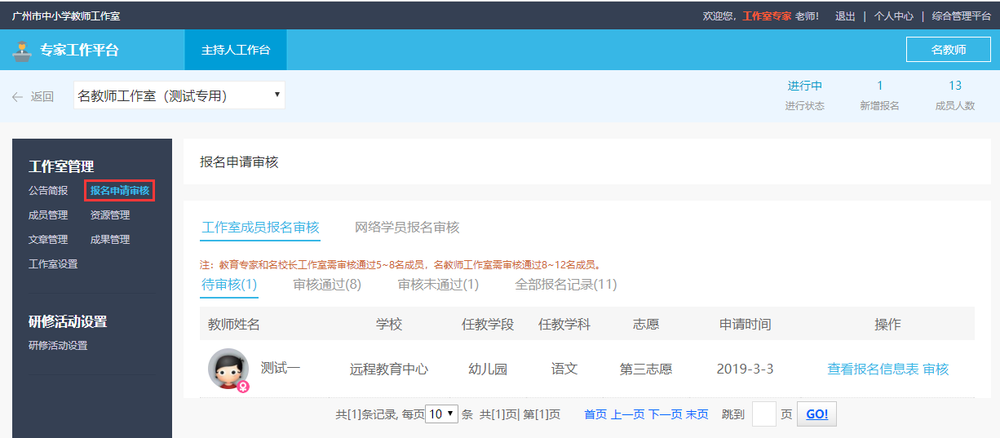 广州市中小学教师工作室
欢迎您，工作室专家 老师！ 退出 | 个人中心 | 综合管理平台
专家工作平台 主持人工作台 名教师
← 返回 名教师工作室（测试专用） 进行中 1 13
进行状态 新增报名 成员人数
工作室管理
公告简报 报名申请审核
成员管理 资源管理
文章管理 成果管理
工作室设置
研修活动设置
研修活动设置
报名申请审核
工作室成员报名审核 网络学员报名审核
注：教育专家和名校长工作室需审核通过5~8名成员，名教师工作室需审核通过8~12名成员。
待审核(1) 审核通过(8) 审核未通过(1) 全部报名记录(11)
教师姓名 学校 任教学段 任教学科 志愿 申请时间 操作
测试一 远程教育中心 幼儿园 语文 第三志愿 2019-3-3 查看报名信息表 审核
共[1]条记录, 每页 10 条 共[1]页| 第[1]页 首页 上一页 下一页 末页 跳到 页 GO!